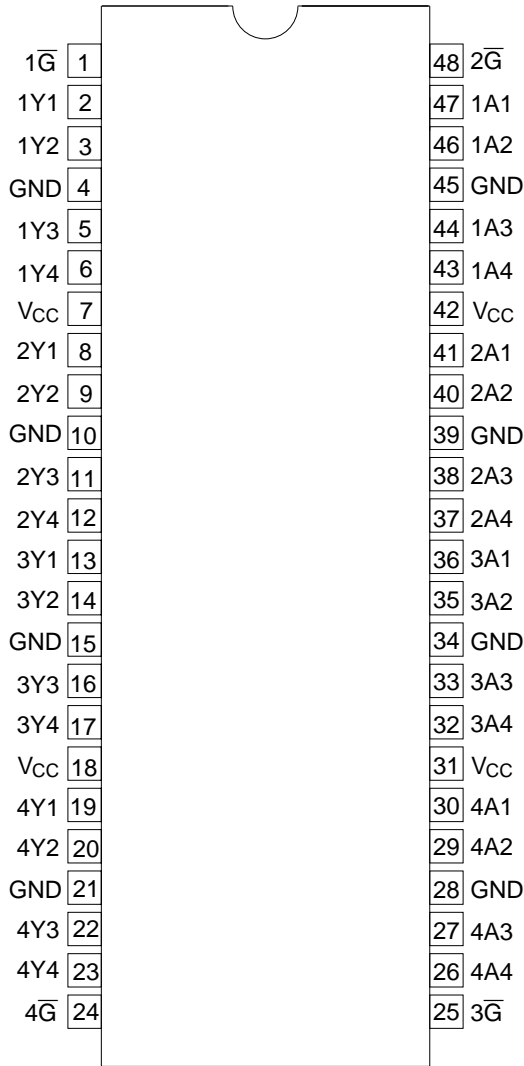 1G̅ 1 48 2G̅
1Y1 2 47 1A1
1Y2 3 46 1A2
GND 4 45 GND
1Y3 5 44 1A3
1Y4 6 43 1A4
VCC 7 42 VCC
2Y1 8 41 2A1
2Y2 9 40 2A2
GND 10 39 GND
2Y3 11 38 2A3
2Y4 12 37 2A4
3Y1 13 36 3A1
3Y2 14 35 3A2
GND 15 34 GND
3Y3 16 33 3A3
3Y4 17 32 3A4
VCC 18 31 VCC
4Y1 19 30 4A1
4Y2 20 29 4A2
GND 21 28 GND
4Y3 22 27 4A3
4Y4 23 26 4A4
4G̅ 24 25 3G̅